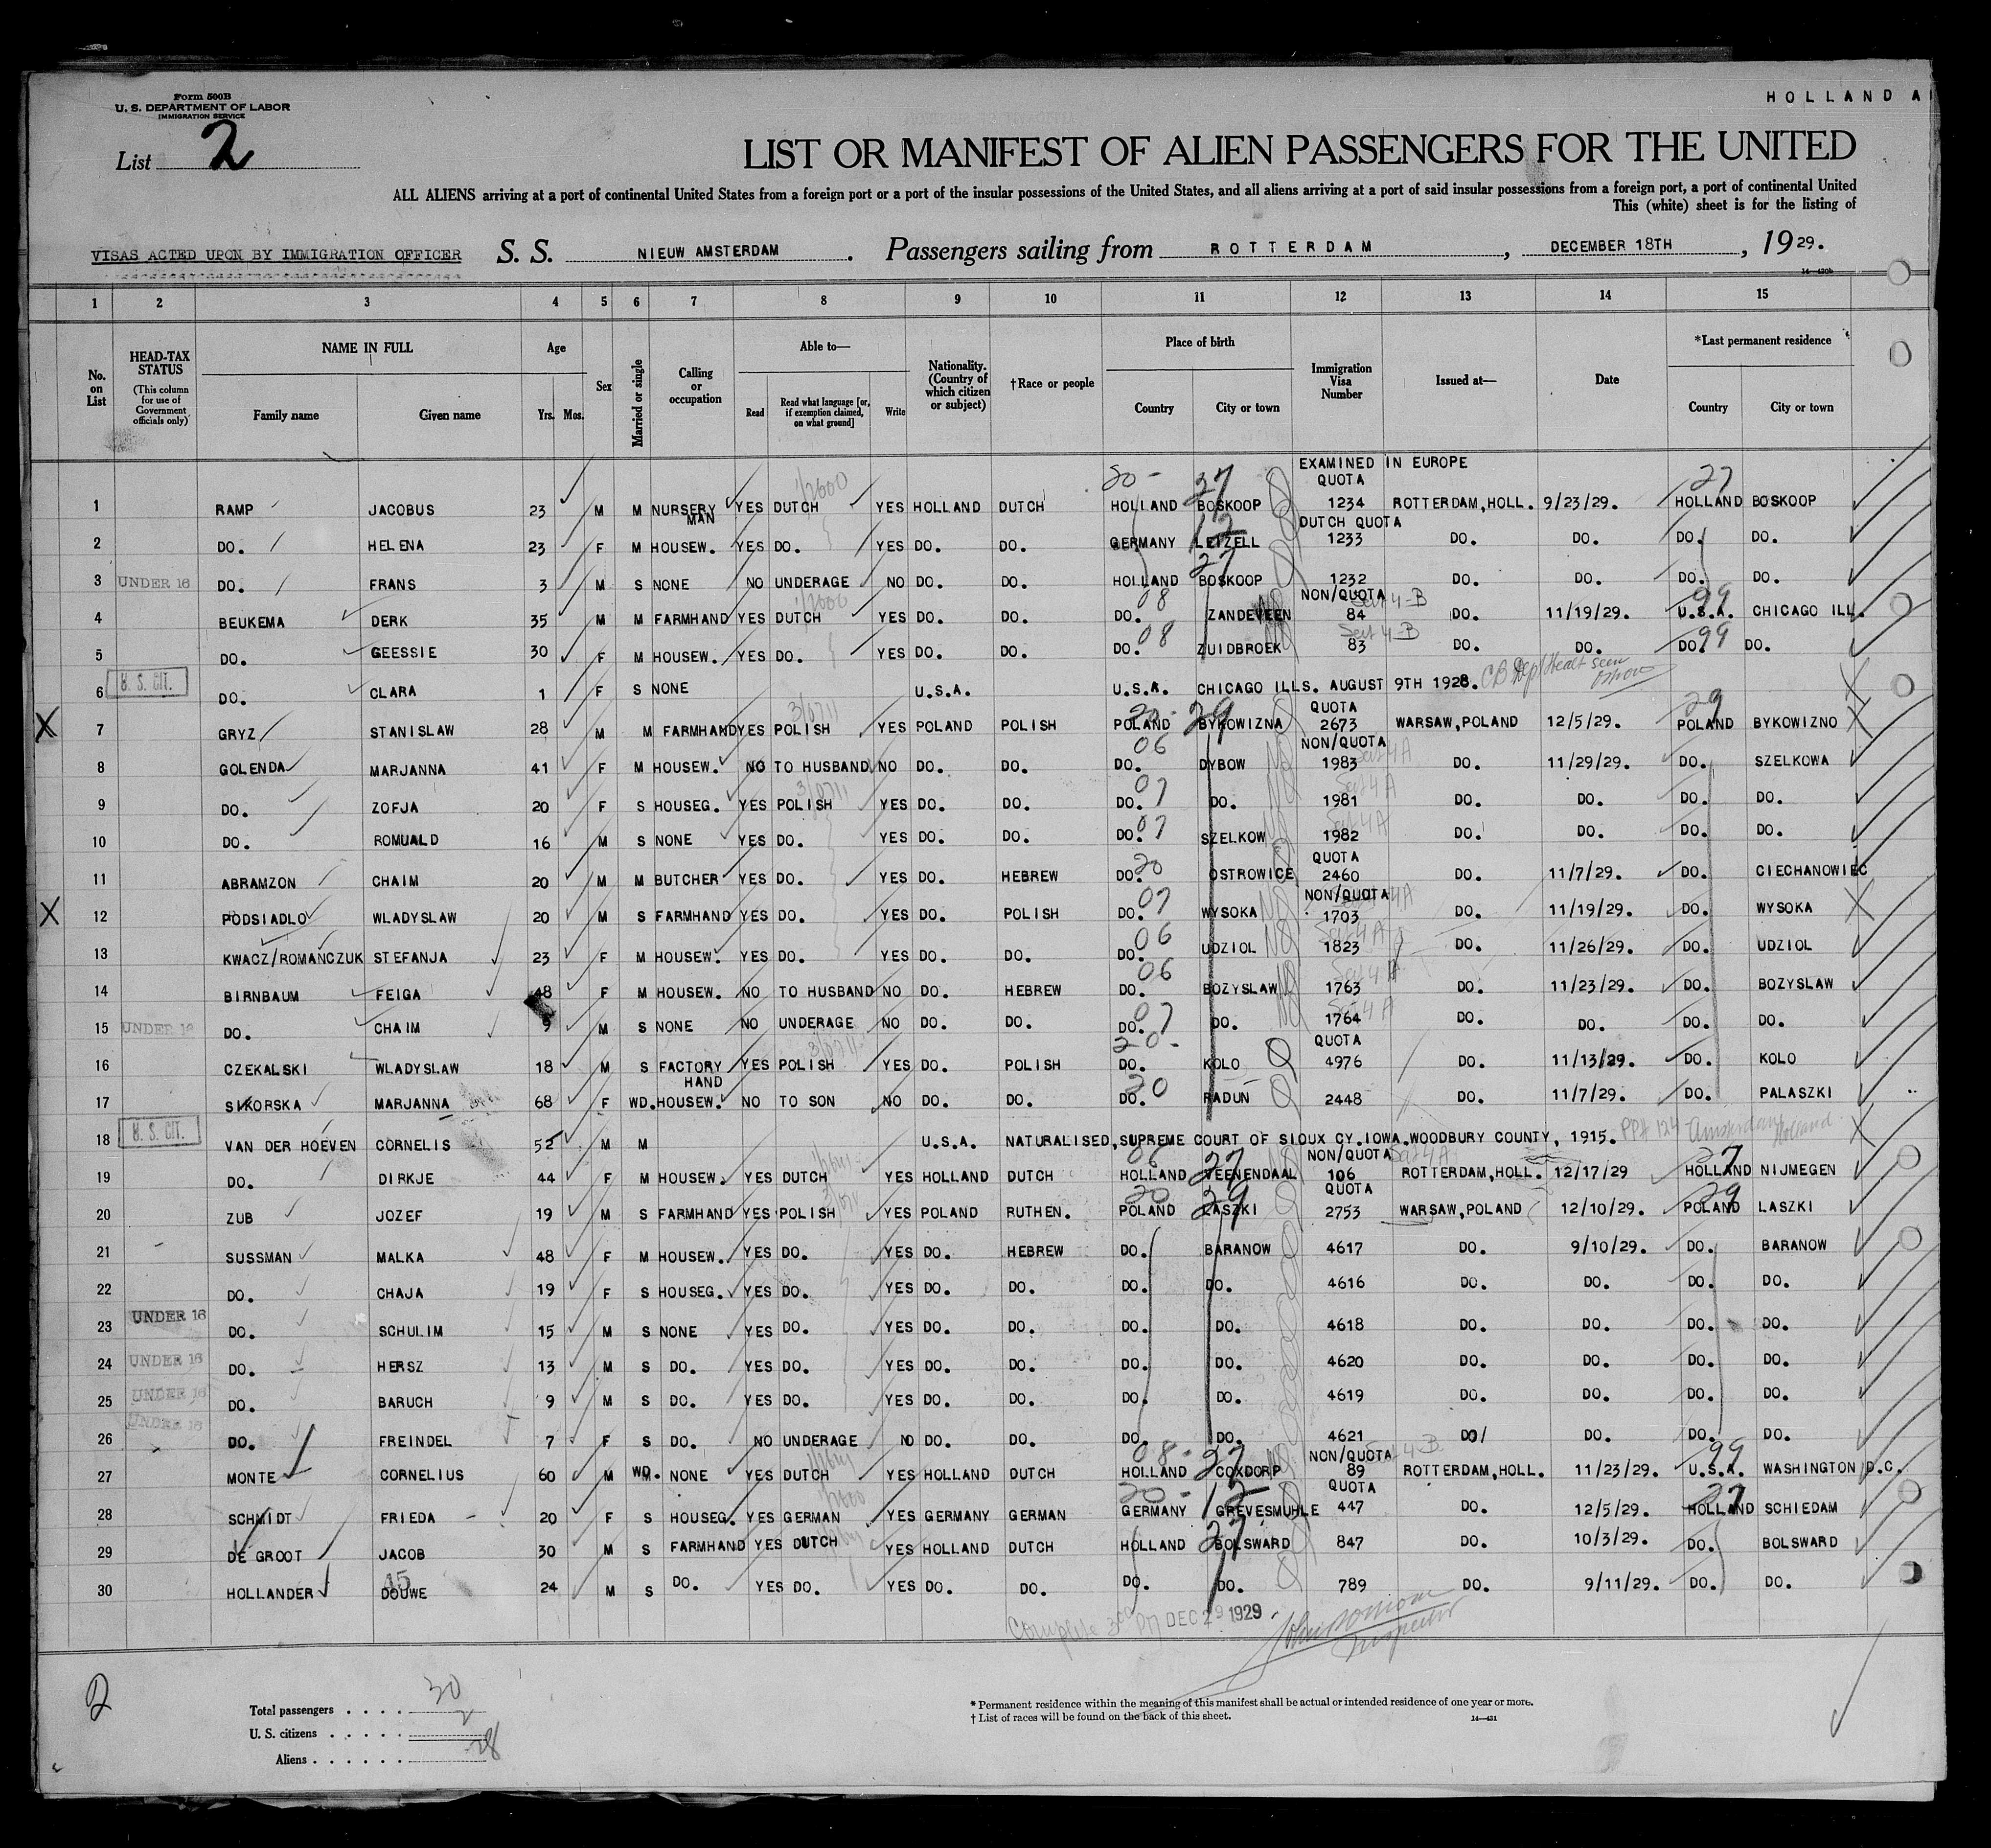 HOLLAND A
Form 500B
U. S. DEPARTMENT OF LABOR
IMMIGRATION SERVICE
List 2
LIST OR MANIFEST OF ALIEN PASSENGERS FOR THE UNITED
ALL ALIENS arriving at a port of continental United States from a foreign port or a port of the insular possessions of the United States, and all aliens arriving at a port of said insular possessions from a foreign port, a port of continental United
This (white) sheet is for the listing of
VISAS ACTED UPON BY IMMIGRATION OFFICER S. S. NIEUW AMSTERDAM. Passengers sailing from ROTTERDAM, DECEMBER 18TH, 1929.
14—430b
1 2 3 4 5 6 7 8 9 10 11 12 13 14 15
No. on List
HEAD-TAX STATUS (This column for use of Government officials only)
NAME IN FULL Family name Given name
Age Yrs. Mos.
Sex
Married or single
Calling or occupation
Able to— Read Read what language [or, if exemption claimed, on what ground] Write
Nationality. (Country of which citizen or subject)
†Race or people
Place of birth Country City or town
Immigration Visa Number
Issued at—
Date
*Last permanent residence Country City or town
EXAMINED IN EUROPE
QUOTA
1 RAMP JACOBUS 23 M M NURSERY MAN YES DUTCH YES HOLLAND DUTCH HOLLAND BOSKOOP 1234 ROTTERDAM,HOLL. 9/23/29. HOLLAND BOSKOOP
DUTCH QUOTA
2 DO. HELENA 23 F M HOUSEW. YES DO. YES DO. DO. GERMANY LETZELL 1233 DO. DO. DO. DO.
3 UNDER 16 DO. FRANS 3 M S NONE NO UNDERAGE NO DO. DO. HOLLAND BOSKOOP 1232 DO. DO. DO. DO.
NON/QUOTA
4 BEUKEMA DERK 35 M M FARMHAND YES DUTCH YES DO. DO. DO. ZANDEVEEN 84 DO. 11/19/29. U.S.A. CHICAGO ILL.
5 DO. GEESSIE 30 F M HOUSEW. YES DO. YES DO. DO. DO. ZUIDBROEK 83 DO. DO. DO. DO.
6 U. S. CIT. DO. CLARA 1 F S NONE U.S.A. U.S.A. CHICAGO ILLS. AUGUST 9TH 1928.
QUOTA
7 GRYZ STANISLAW 28 M M FARMHAND YES POLISH YES POLAND POLISH POLAND BYKOWIZNA 2673 WARSAW,POLAND 12/5/29. POLAND BYKOWIZNO
NON/QUOTA
8 GOLENDA MARJANNA 41 F M HOUSEW. NO TO HUSBAND NO DO. DO. DO. DYBOW 1983 DO. 11/29/29. DO. SZELKOWA
9 DO. ZOFJA 20 F S HOUSEG. YES POLISH YES DO. DO. DO. DO. 1981 DO. DO. DO. DO.
10 DO. ROMUALD 16 M S NONE YES DO. YES DO. DO. DO. SZELKOW 1982 DO. DO. DO. DO.
QUOTA
11 ABRAMZON CHAIM 20 M M BUTCHER YES DO. YES DO. HEBREW DO. OSTROWICE 2460 DO. 11/7/29. DO. CIECHANOWIEC
NON/QUOTA
12 PODSIADLO WLADYSLAW 20 M S FARMHAND YES DO. YES DO. POLISH DO. WYSOKA 1703 DO. 11/19/29. DO. WYSOKA
13 KWACZ/ROMANCZUK STEFANJA 23 F M HOUSEW. YES DO. YES DO. DO. DO. UDZIOL 1823 DO. 11/26/29. DO. UDZIOL
14 BIRNBAUM FEIGA 48 F M HOUSEW. NO TO HUSBAND NO DO. HEBREW DO. BOZYSLAW 1763 DO. 11/23/29. DO. BOZYSLAW
15 UNDER 16 DO. CHAIM 9 M S NONE NO UNDERAGE NO DO. DO. DO. DO. 1764 DO. DO. DO. DO.
QUOTA
16 CZEKALSKI WLADYSLAW 18 M S FACTORY HAND YES POLISH YES DO. POLISH DO. KOLO 4976 DO. 11/13/29. DO. KOLO
17 SIKORSKA MARJANNA 68 F WD. HOUSEW. NO TO SON NO DO. DO. DO. RADUN 2448 DO. 11/7/29. DO. PALASZKI
18 U. S. CIT. VAN DER HOEVEN CORNELIS 52 M M U.S.A. NATURALISED,SUPREME COURT OF SIOUX CY.IOWA.WOODBURY COUNTY, 1915. Amsterdam Holland
NON/QUOTA
19 DO. DIRKJE 44 F M HOUSEW. YES DUTCH YES HOLLAND DUTCH HOLLAND VEENENDAAL 106 ROTTERDAM,HOLL. 12/17/29 HOLLAND NIJMEGEN
QUOTA
20 ZUB JOZEF 19 M S FARMHAND YES POLISH YES POLAND RUTHEN. POLAND LASZKI 2753 WARSAW,POLAND 12/10/29. POLAND LASZKI
21 SUSSMAN MALKA 48 F M HOUSEW. YES DO. YES DO. HEBREW DO. BARANOW 4617 DO. 9/10/29. DO. BARANOW
22 DO. CHAJA 19 F S HOUSEG. YES DO. YES DO. DO. DO. DO. 4616 DO. DO. DO. DO.
23 UNDER 16 DO. SCHULIM 15 M S NONE YES DO. YES DO. DO. DO. DO. 4618 DO. DO. DO. DO.
24 UNDER 16 DO. HERSZ 13 M S DO. YES DO. YES DO. DO. DO. DO. 4620 DO. DO. DO. DO.
25 UNDER 16 DO. BARUCH 9 M S DO. YES DO. YES DO. DO. DO. DO. 4619 DO. DO. DO. DO.
26 UNDER 16 DO. FREINDEL 7 F S DO. NO UNDERAGE NO DO. DO. DO. DO. 4621 DO/ DO. DO. DO.
NON/QUOTA
27 MONTE CORNELIUS 60 M WD. NONE YES DUTCH YES HOLLAND DUTCH HOLLAND COXDORP 89 ROTTERDAM,HOLL. 11/23/29. U.S.A. WASHINGTON D.C.
QUOTA
28 SCHMIDT FRIEDA 20 F S HOUSEG. YES GERMAN YES GERMANY GERMAN GERMANY GREVESMUHLE 447 DO. 12/5/29. HOLLAND SCHIEDAM
29 DE GROOT JACOB 30 M S FARMHAND YES DUTCH YES HOLLAND DUTCH HOLLAND BOLSWARD 847 DO. 10/3/29. DO. BOLSWARD
30 HOLLANDER DOUWE 24 M S DO. YES DO. YES DO. DO. DO. DO. 789 DO. 9/11/29. DO. DO.
Complete 300 PM DEC 29 1929
Inspector
2
Total passengers . . . . 30
U. S. citizens . . . . . 2
Aliens . . . . . . 28
* Permanent residence within the meaning of this manifest shall be actual or intended residence of one year or more.
† List of races will be found on the back of this sheet.
14—431